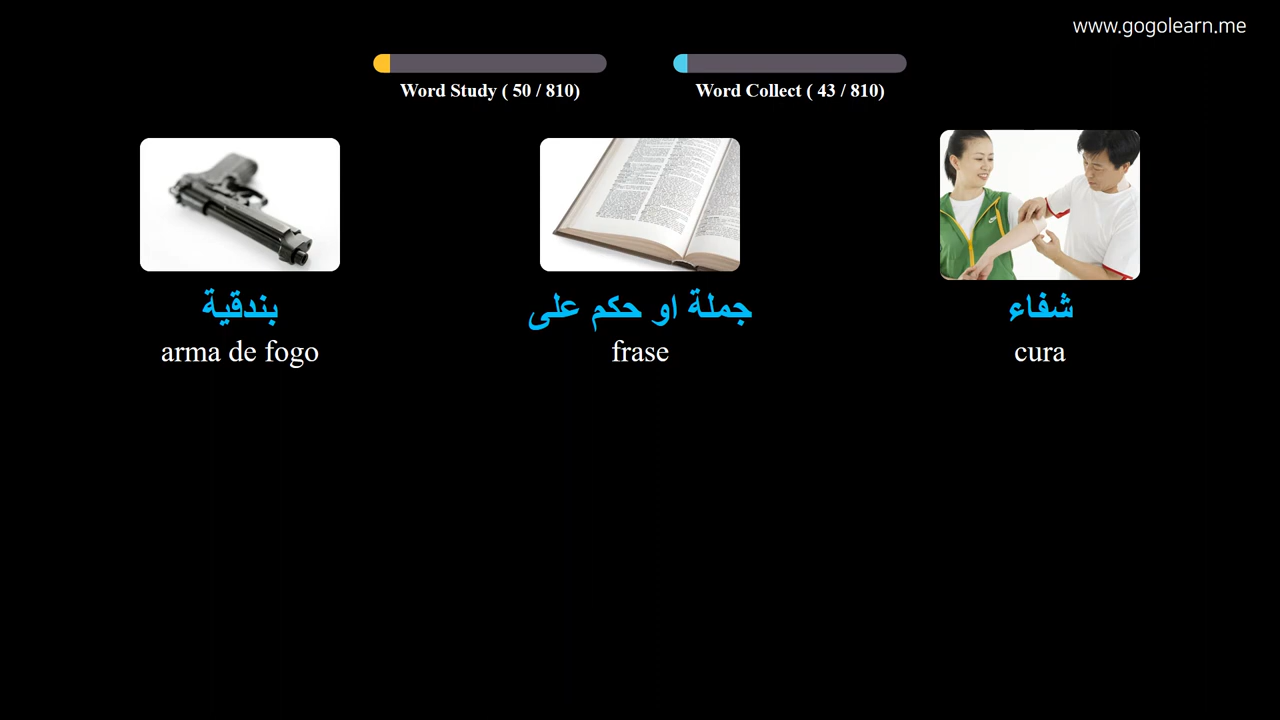 www.gogolearn.me
Word Study ( 50 / 810)
Word Collect ( 43 / 810)
بندقية
arma de fogo
جملة او حكم على
frase
شفاء
cura